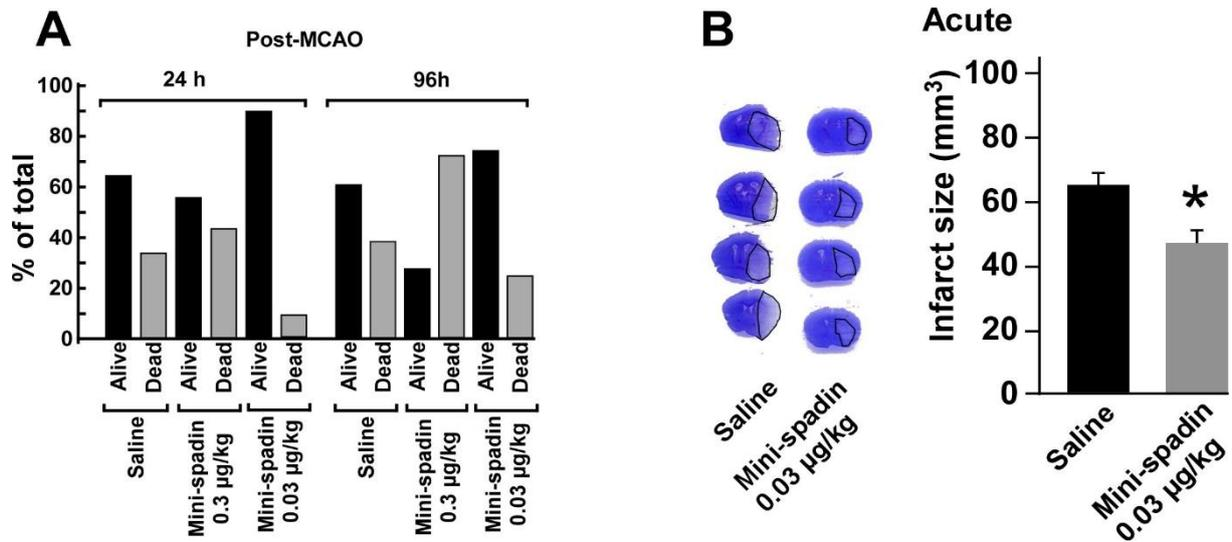 A
Post-MCAO
24 h
96h
% of total
100
80
60
40
20
0
Alive
Dead
Alive
Dead
Alive
Dead
Alive
Dead
Alive
Dead
Alive
Dead
Saline
Mini-spadin
0.3 µg/kg
Mini-spadin
0.03 µg/kg
Saline
Mini-spadin
0.3 µg/kg
Mini-spadin
0.03 µg/kg
B
Saline
Mini-spadin
0.03 µg/kg
Acute
Infarct size (mm³)
100
80
60
40
20
0
*
Saline
Mini-spadin
0.03 µg/kg